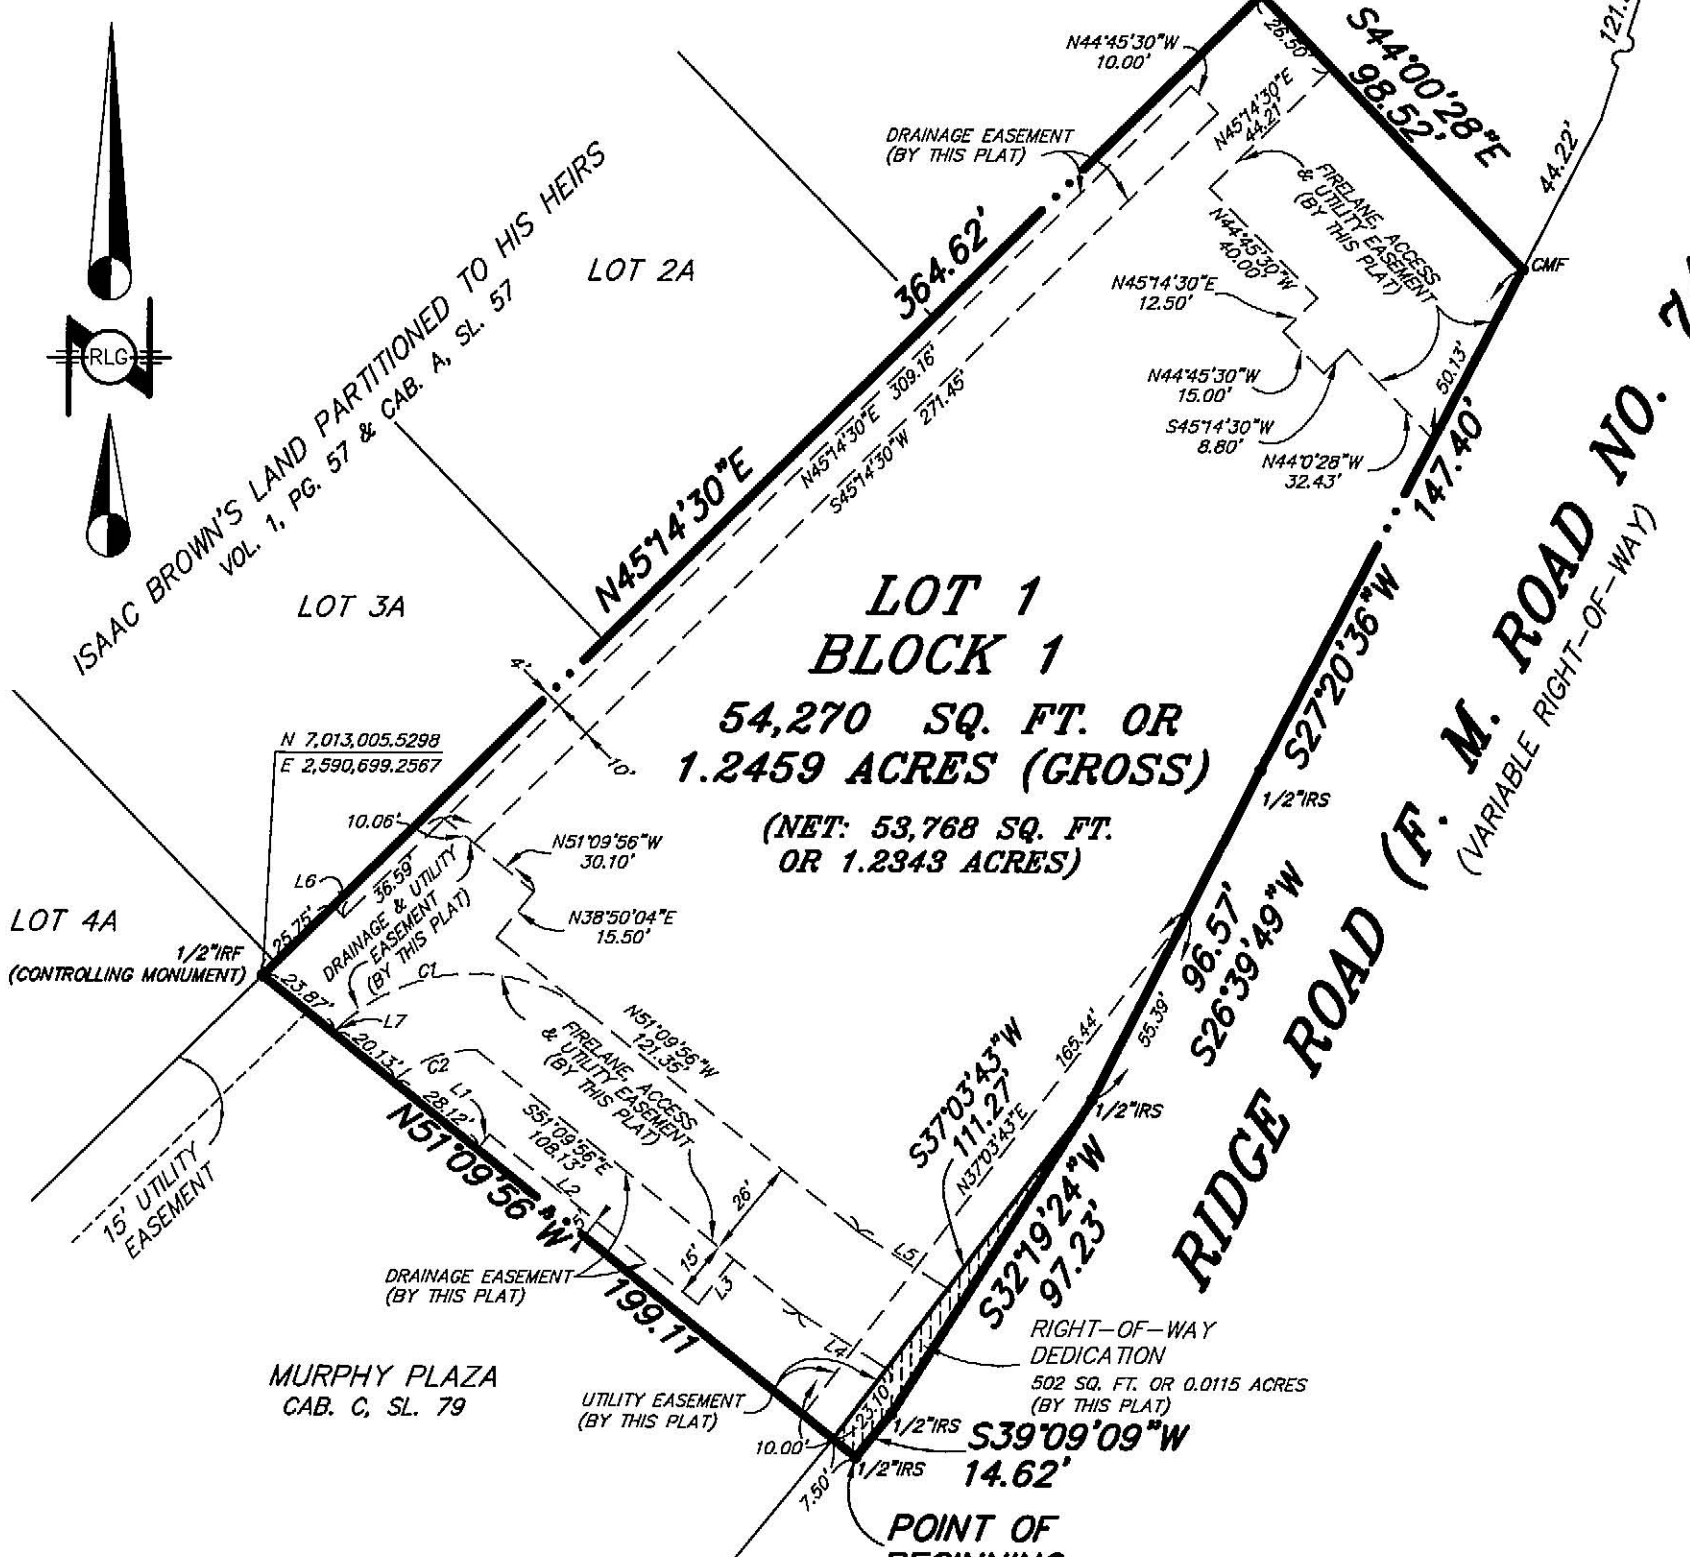 N44°45'30"W
10.00'
26.50'
S44°00'28"E
98.52'
44.22'
N45°14'30"E
44.21'
DRAINAGE EASEMENT
(BY THIS PLAT)
FIRELANE, ACCESS
& UTILITY EASEMENT
(BY THIS PLAT)
CMF
ISAAC BROWN'S LAND PARTITIONED TO HIS HEIRS
VOL. 1, PG. 57 & CAB. A, SL. 57
LOT 2A
364.62'
N44°45'30"W
40.00'
N45°14'30"E
12.50'
N44°45'30"W
15.00'
S45°14'30"W
8.80'
N44°0'28"W
32.43'
50.13'
147.40'
RLG
N45°14'30"E 309.16'
S45°14'30"W 271.45'
N45°14'30"E
LOT 3A
LOT 1
BLOCK 1
54,270 SQ. FT. OR
1.2459 ACRES (GROSS)
(NET: 53,768 SQ. FT.
OR 1.2343 ACRES)
S27°20'36"W
1/2"IRS
4'
10'
N 7,013,005.5298
E 2,590,699.2567
10.06'
N51°09'56"W
30.10'
N38°50'04"E
15.50'
L6
36.59'
25.75'
DRAINAGE & UTILITY
EASEMENT
(BY THIS PLAT)
LOT 4A
1/2"IRF
(CONTROLLING MONUMENT)
23.87'
C1
L7
20.13'
C2
L1
28.12'
N51°09'56"W
199.11
FIRELANE, ACCESS
& UTILITY EASEMENT
(BY THIS PLAT)
N51°09'56"W
121.35'
S51°09'56"E
108.13'
L2
5'
26'
15'
L3
L5
L4
15' UTILITY
EASEMENT
DRAINAGE EASEMENT
(BY THIS PLAT)
MURPHY PLAZA
CAB. C, SL. 79
UTILITY EASEMENT
(BY THIS PLAT)
10.00'
7.50'
23.10'
S37°03'43"W
111.27'
N37°03'43"E
165.44'
55.39'
96.57'
S26°39'49"W
1/2"IRS
S32°19'24"W
97.23'
RIDGE ROAD (F. M. ROAD NO.
(VARIABLE RIGHT-OF-WAY)
RIGHT-OF-WAY
DEDICATION
502 SQ. FT. OR 0.0115 ACRES
(BY THIS PLAT)
1/2"IRS
S39°09'09"W
14.62'
1/2"IRS
POINT OF
BEGINNING